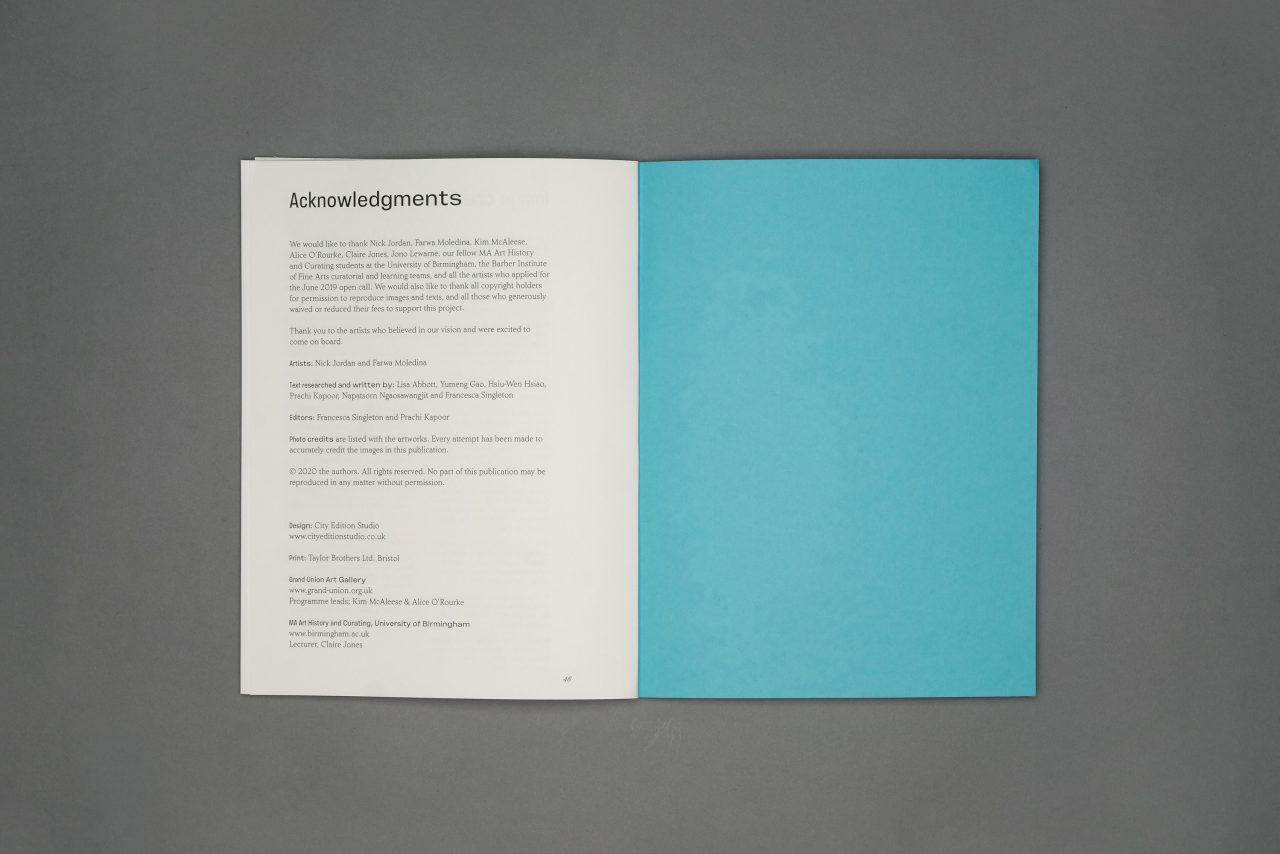 Acknowledgments
We would like to thank Nick Jordan, Farwa Moledina, Kim McAleese,
Alice O'Rourke, Claire Jones, Jono Lewarne, our fellow MA Art History
and Curating students at the University of Birmingham, the Barber Institute
of Fine Arts curatorial and learning teams, and all the artists who applied for
the June 2019 open call. We would also like to thank all copyright holders
for permission to reproduce images and texts, and all those who generously
waived or reduced their fees to support this project.
Thank you to the artists who believed in our vision and were excited to
come on board.
Artists: Nick Jordan and Farwa Moledina
Text researched and written by: Lisa Abbott, Yumeng Gao, Hsiu-Wen Hsiao,
Prachi Kapoor, Napatsorn Ngaosawangjit and Francesca Singleton
Editors: Francesca Singleton and Prachi Kapoor
Photo credits are listed with the artworks. Every attempt has been made to
accurately credit the images in this publication.
© 2020 the authors. All rights reserved. No part of this publication may be
reproduced in any matter without permission.
Design: City Edition Studio
www.cityeditionstudio.co.uk
Print: Taylor Brothers Ltd. Bristol
Grand Union Art Gallery
www.grand-union.org.uk
Programme leads: Kim McAleese & Alice O'Rourke
MA Art History and Curating, University of Birmingham
www.birmingham.ac.uk
Lecturer, Claire Jones
46